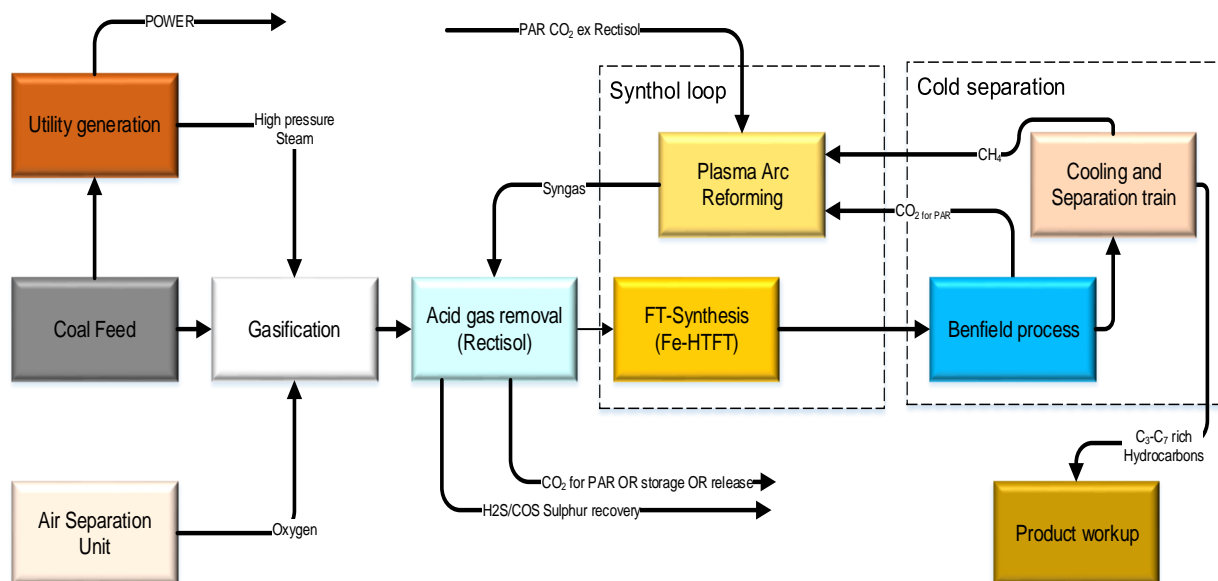 POWER
PAR CO₂ ex Rectisol
Utility generation
High pressure
Steam
Synthol loop
Cold separation
Plasma Arc
Reforming
CH₄
Cooling and
Separation train
Syngas
CO₂ for PAR
Coal Feed
Gasification
Acid gas removal
(Rectisol)
FT-Synthesis
(Fe-HTFT)
Benfield process
C₃-C₇ rich
Hydrocarbons
CO₂ for PAR OR storage OR release
H2S/COS Sulphur recovery
Air Separation
Unit
Oxygen
Product workup